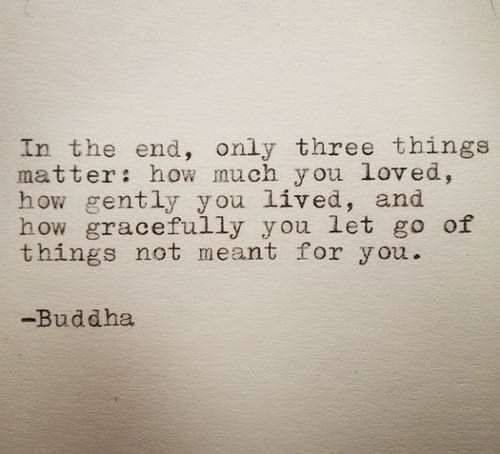 In the end, only three things
matter: how much you loved,
how gently you lived, and
how gracefully you let go of
things not meant for you.
-Buddha